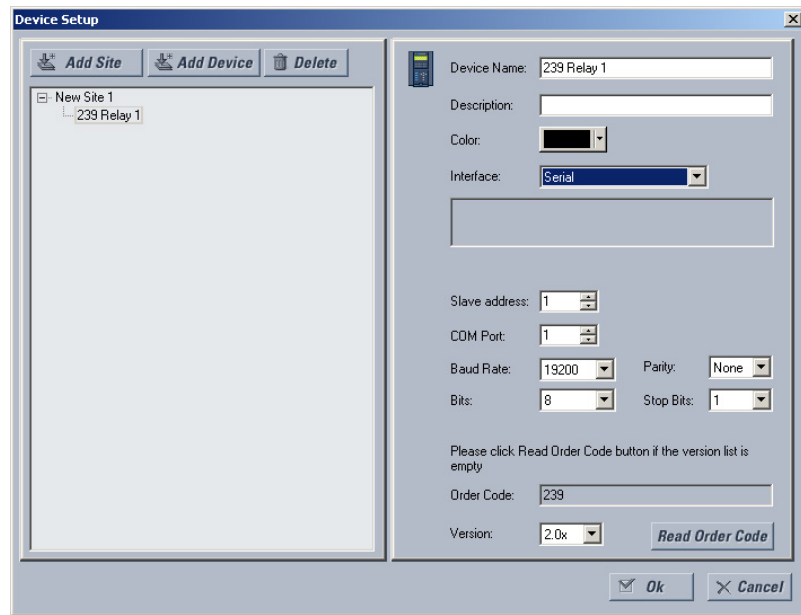 Device Setup
Add Site
Add Device
Delete
New Site 1
239 Relay 1
Device Name:
239 Relay 1
Description:
Color:
Interface:
Serial
Slave address:
1
COM Port:
1
Baud Rate:
19200
Parity:
None
Bits:
8
Stop Bits:
1
Please click Read Order Code button if the version list is
empty
Order Code:
239
Version:
2.0x
Read Order Code
Ok
Cancel